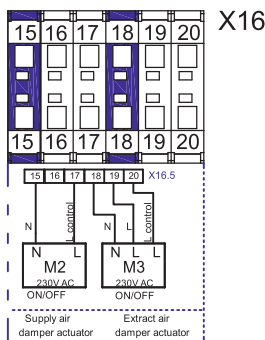 X16
15 16 17 18 19 20
15 16 17 18 19 20
15 16 17 18 19 20 X16.5
N L control N L L control
N L N L L
M2 M3
230V AC 230V AC
ON/OFF ON/OFF
Supply air Extract air
damper actuator damper actuator